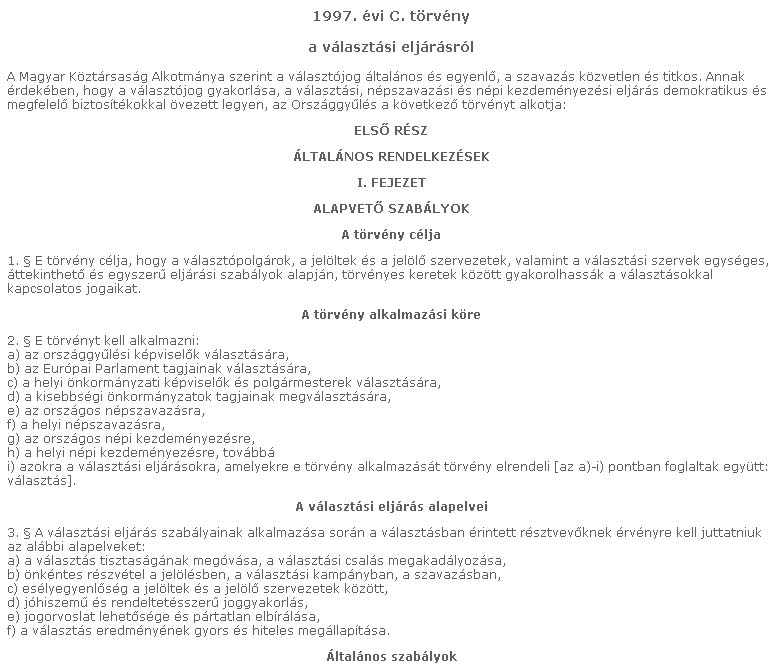 1997. évi C. törvény
a választási eljárásról
A Magyar Köztársaság Alkotmánya szerint a választójog általános és egyenlő, a szavazás közvetlen és titkos. Annak
érdekében, hogy a választójog gyakorlása, a választási, népszavazási és népi kezdeményezési eljárás demokratikus és
megfelelő biztosítékokkal övezett legyen, az Országgyűlés a következő törvényt alkotja:
ELSŐ RÉSZ
ÁLTALÁNOS RENDELKEZÉSEK
I. FEJEZET
ALAPVETŐ SZABÁLYOK
A törvény célja
1. § E törvény célja, hogy a választópolgárok, a jelöltek és a jelölő szervezetek, valamint a választási szervek egységes,
áttekinthető és egyszerű eljárási szabályok alapján, törvényes keretek között gyakorolhassák a választásokkal
kapcsolatos jogaikat.
A törvény alkalmazási köre
2. § E törvényt kell alkalmazni:
a) az országgyűlési képviselők választására,
b) az Európai Parlament tagjainak választására,
c) a helyi önkormányzati képviselők és polgármesterek választására,
d) a kisebbségi önkormányzatok tagjainak megválasztására,
e) az országos népszavazásra,
f) a helyi népszavazásra,
g) az országos népi kezdeményezésre,
h) a helyi népi kezdeményezésre, továbbá
i) azokra a választási eljárásokra, amelyekre e törvény alkalmazását törvény elrendeli [az a)-i) pontban foglaltak együtt:
választás].
A választási eljárás alapelvei
3. § A választási eljárás szabályainak alkalmazása során a választásban érintett résztvevőknek érvényre kell juttatniuk
az alábbi alapelveket:
a) a választás tisztaságának megóvása, a választási csalás megakadályozása,
b) önkéntes részvétel a jelölésben, a választási kampányban, a szavazásban,
c) esélyegyenlőség a jelöltek és a jelölő szervezetek között,
d) jóhiszemű és rendeltetésszerű joggyakorlás,
e) jogorvoslat lehetősége és pártatlan elbírálása,
f) a választás eredményének gyors és hiteles megállapítása.
Általános szabályok